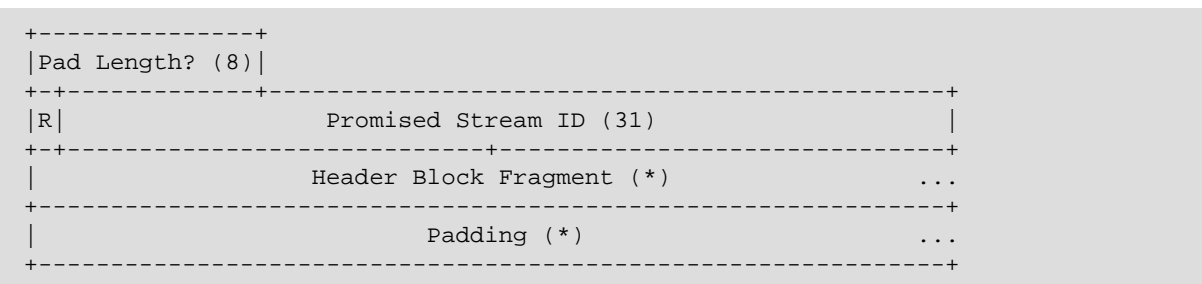 +---------------+
|Pad Length? (8)|
+-+-------------+-----------------------------------------------+
|R|                  Promised Stream ID (31)                    |
+-+-----------------------------+-------------------------------+
|                   Header Block Fragment (*)                 ...
+---------------------------------------------------------------+
|                           Padding (*)                       ...
+---------------------------------------------------------------+